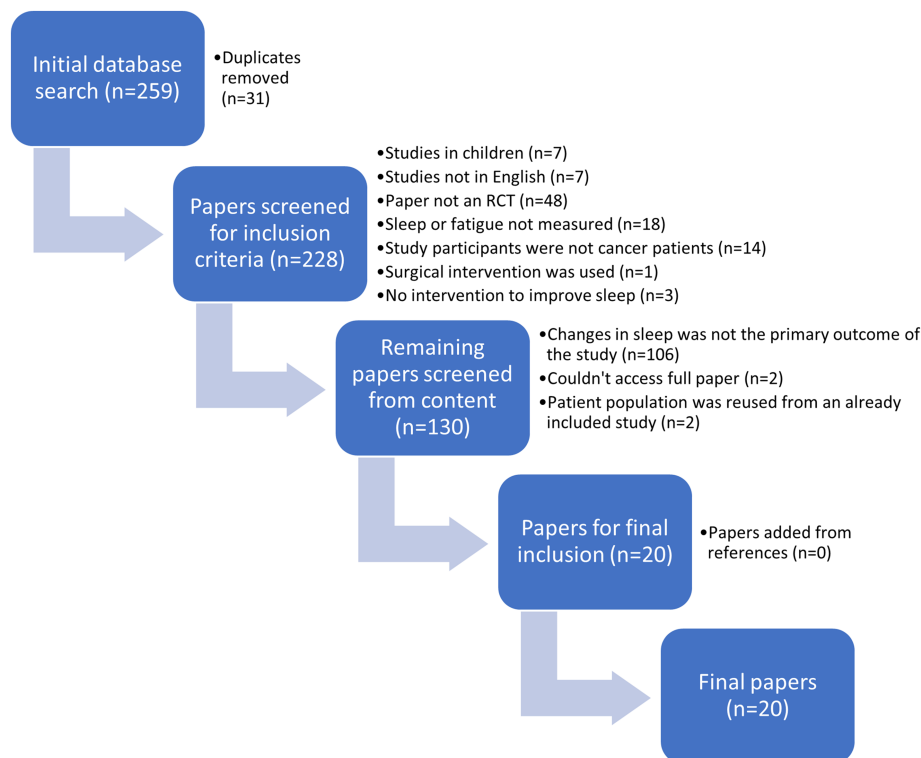 Initial database
search (n=259)
•Duplicates
removed
(n=31)
Papers screened
for inclusion
criteria (n=228)
•Studies in children (n=7)
•Studies not in English (n=7)
•Paper not an RCT (n=48)
•Sleep or fatigue not measured (n=18)
•Study participants were not cancer patients (n=14)
•Surgical intervention was used (n=1)
•No intervention to improve sleep (n=3)
Remaining
papers screened
from content
(n=130)
•Changes in sleep was not the primary outcome of
the study (n=106)
•Couldn't access full paper (n=2)
•Patient population was reused from an already
included study (n=2)
Papers for final
inclusion (n=20)
•Papers added from
references (n=0)
Final papers
(n=20)